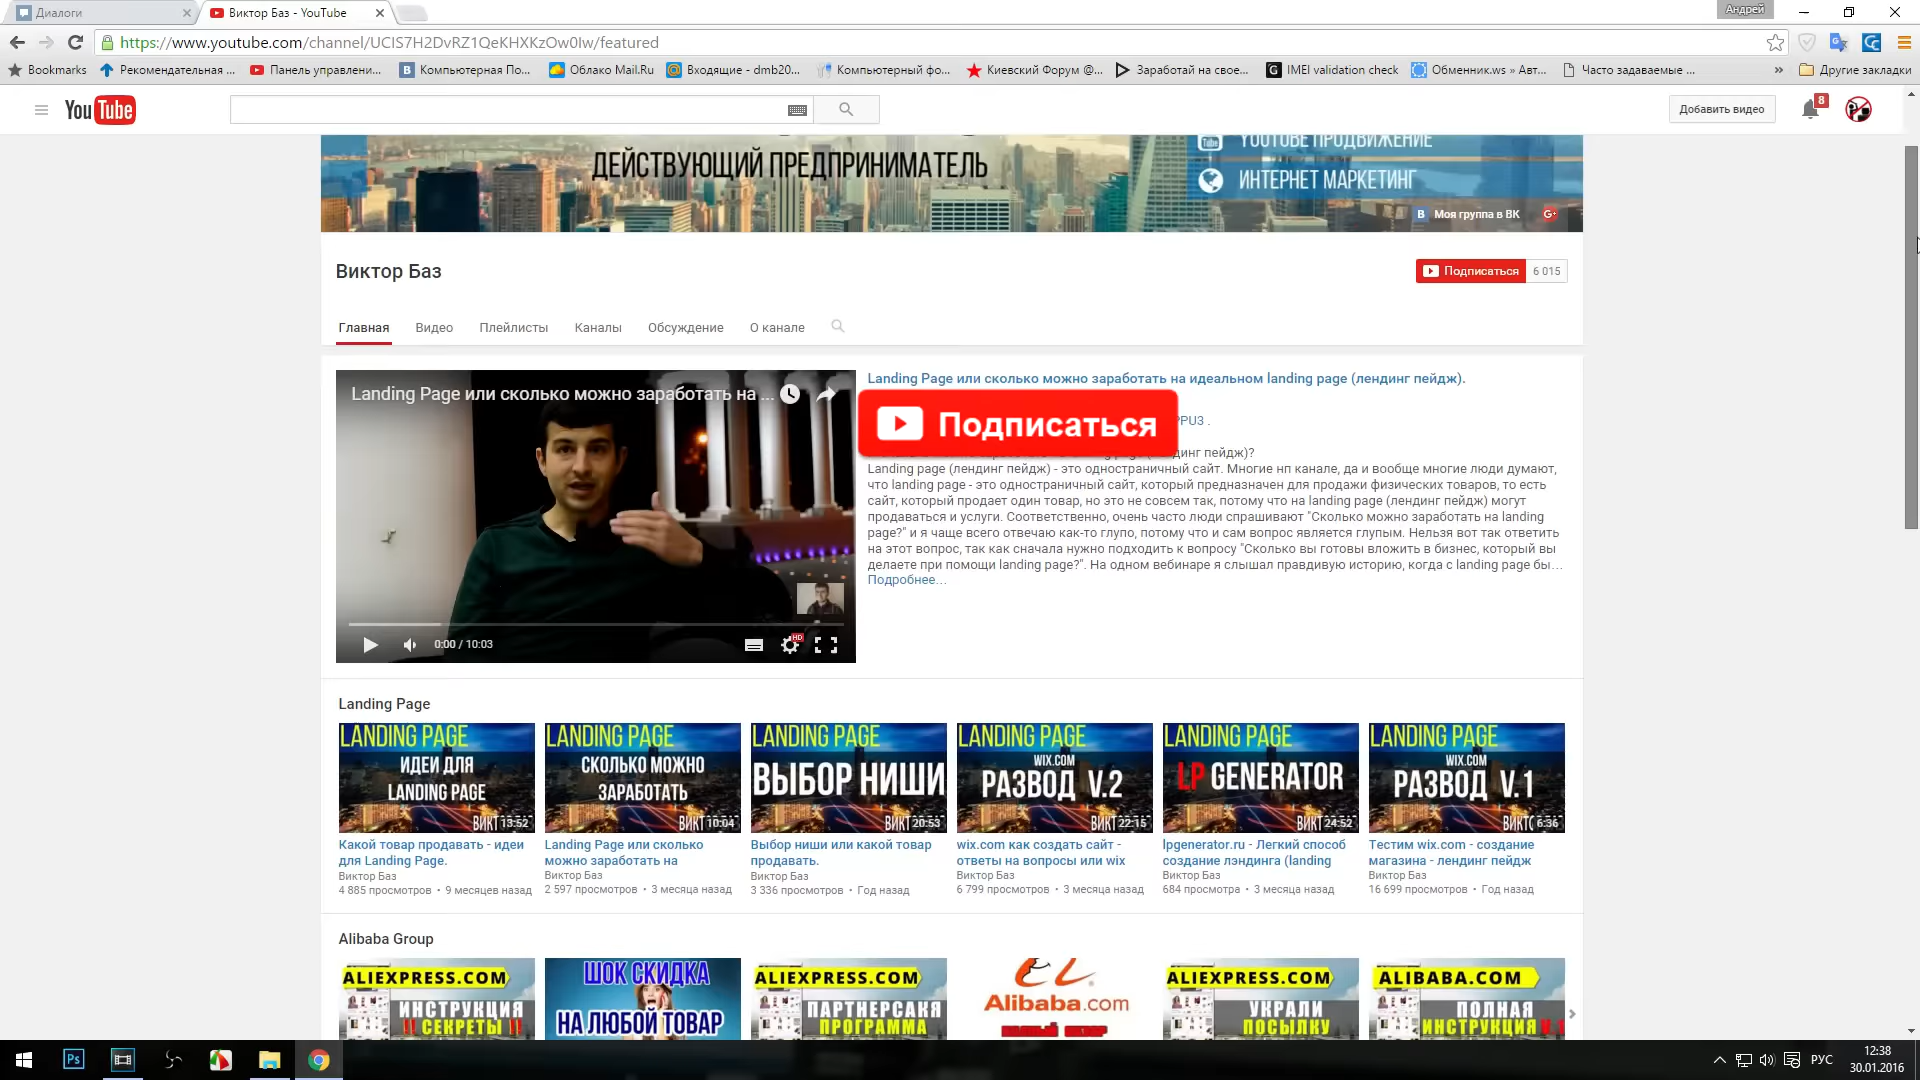 Диалоги
Виктор Баз - YouTube
Андрей
https://www.youtube.com/channel/UCIS7H2DvRZ1QeKHXKzOw0Iw/featured
Bookmarks
Рекомендательная ...
Панель управлени...
Компьютерная По...
Облако Mail.Ru
Входящие - dmb20...
Компьютерный фо...
Киевский Форум @...
Заработай на свое...
IMEI validation check
Обменник.ws » Авт...
Часто задаваемые ...
»
Другие закладки
YouTube
Добавить видео
8
YOUTUBE ПРОДВИЖЕНИЕ
ДЕЙСТВУЮЩИЙ ПРЕДПРИНИМАТЕЛЬ
ИНТЕРНЕТ МАРКЕТИНГ
Моя группа в ВК
Виктор Баз
Подписаться 6 015
Главная Видео Плейлисты Каналы Обсуждение О канале
Landing Page или сколько можно заработать на ...
0:00 / 10:03
HD
Landing Page или сколько можно заработать на идеальном landing page (лендинг пейдж).
Подписаться
PU3 .
динг пейдж)?
Landing page (лендинг пейдж) - это одностраничный сайт. Многие нп канале, да и вообще многие люди думают,
что landing page - это одностраничный сайт, который предназначен для продажи физических товаров, то есть
сайт, который продает один товар, но это не совсем так, потому что на landing page (лендинг пейдж) могут
продаваться и услуги. Соответственно, очень часто люди спрашивают "Сколько можно заработать на landing
page?" и я чаще всего отвечаю как-то глупо, потому что и сам вопрос является глупым. Нельзя вот так ответить
на этот вопрос, так как сначала нужно подходить к вопросу "Сколько вы готовы вложить в бизнес, который вы
делаете при помощи landing page?". На одном вебинаре я слышал правдивую историю, когда с landing page бы...
Подробнее...
Landing Page
LANDING PAGE
ИДЕИ ДЛЯ
LANDING PAGE
ВИКТ 13:52
Какой товар продавать - идеи
для Landing Page.
Виктор Баз
4 885 просмотров • 9 месяцев назад
LANDING PAGE
СКОЛЬКО МОЖНО
ЗАРАБОТАТЬ
ВИКТ 10:04
Landing Page или сколько
можно заработать на
Виктор Баз
2 597 просмотров • 3 месяца назад
LANDING PAGE
ВЫБОР НИШИ
ВИКТ 20:53
Выбор ниши или какой товар
продавать.
Виктор Баз
3 336 просмотров • Год назад
LANDING PAGE
WIX.COM
РАЗВОД V.2
ВИКТ 22:15
wix.com как создать сайт -
ответы на вопросы или wix
Виктор Баз
6 799 просмотров • 3 месяца назад
LANDING PAGE
LP GENERATOR
ВИКТ 24:52
lpgenerator.ru - Легкий способ
создание лэндинга (landing
Виктор Баз
684 просмотра • 3 месяца назад
LANDING PAGE
WIX.COM
РАЗВОД V.1
ВИКТО 6:36
Тестим wix.com - создание
магазина - лендинг пейдж
Виктор Баз
16 699 просмотров • Год назад
Alibaba Group
ALIEXPRESS.COM
ИНСТРУКЦИЯ
!! СЕКРЕТЫ !!
ШОК СКИДКА
НА ЛЮБОЙ ТОВАР
ALIEXPRESS.COM
ПАРТНЕРСАКЯ
ПРОГРАММА
Alibaba.com
ALIEXPRESS.COM
УКРАЛИ
ПОСЫЛКУ
ALIBABA.COM
ПОЛНАЯ
ИНСТРУКЦИЯ V.1
Ps
РУС
12:38
30.01.2016